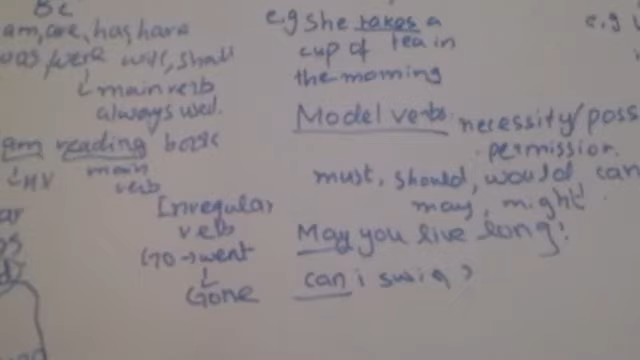 Be
am, are, has, have
was, were will, shall
main verb
always used.
am reading book
HV main
verb
Irregular
verb
Go → went
Gone
e.g She takes a
cup of tea in
the morning
Model verbs necessity/poss
permission.
must, should, would can
may, might.
May you live long!
can i
e.g